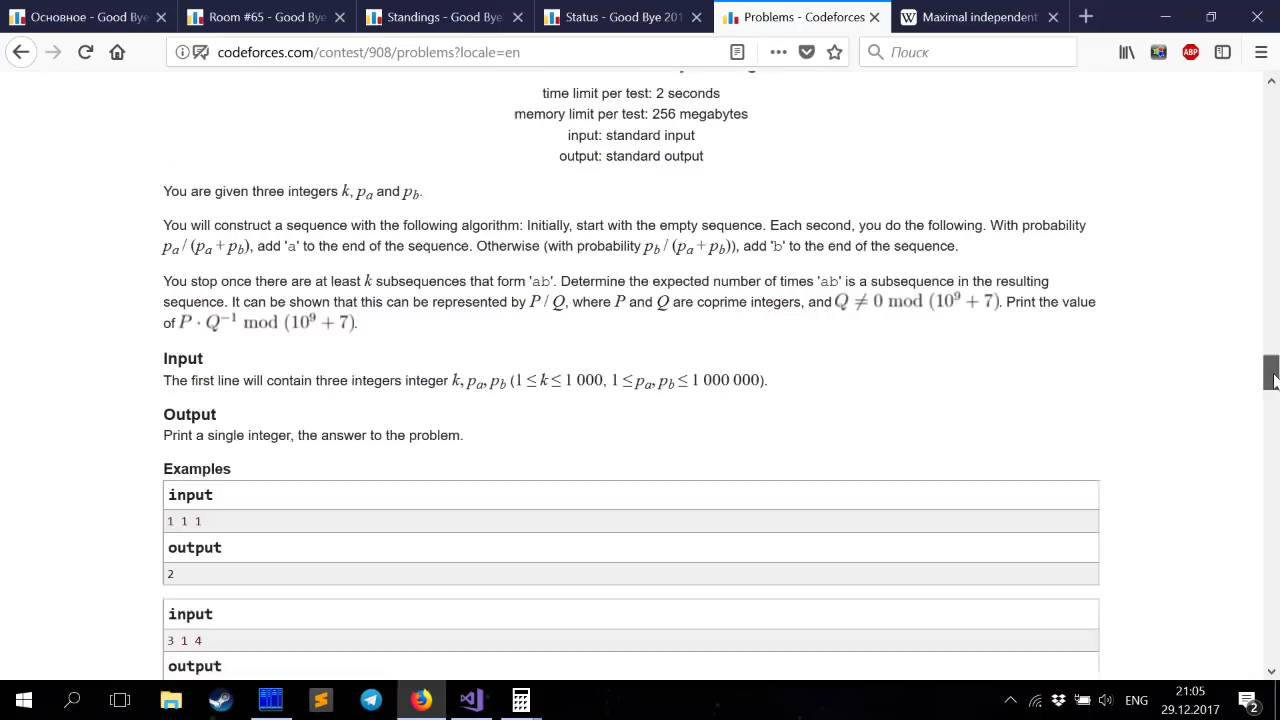 Основное - Good Bye
Room #65 - Good Bye
Standings - Good Bye
Status - Good Bye 201
Problems - Codeforces
W Maximal independent
codeforces.com/contest/908/problems?locale=en
Поиск
ABP
time limit per test: 2 seconds
memory limit per test: 256 megabytes
input: standard input
output: standard output
You are given three integers k, pa and pb.
You will construct a sequence with the following algorithm: Initially, start with the empty sequence. Each second, you do the following. With probability
pa / (pa + pb), add 'a' to the end of the sequence. Otherwise (with probability pb / (pa + pb)), add 'b' to the end of the sequence.
You stop once there are at least k subsequences that form 'ab'. Determine the expected number of times 'ab' is a subsequence in the resulting
sequence. It can be shown that this can be represented by P / Q, where P and Q are coprime integers, and Q ≠ 0 mod (10⁹ + 7). Print the value
of P · Q⁻¹ mod (10⁹ + 7).
Input
The first line will contain three integers integer k, pa, pb (1 ≤ k ≤ 1 000, 1 ≤ pa, pb ≤ 1 000 000).
Output
Print a single integer, the answer to the problem.
Examples
input
1 1 1
output
2
input
3 1 4
output
ENG
21:05
29.12.2017
2